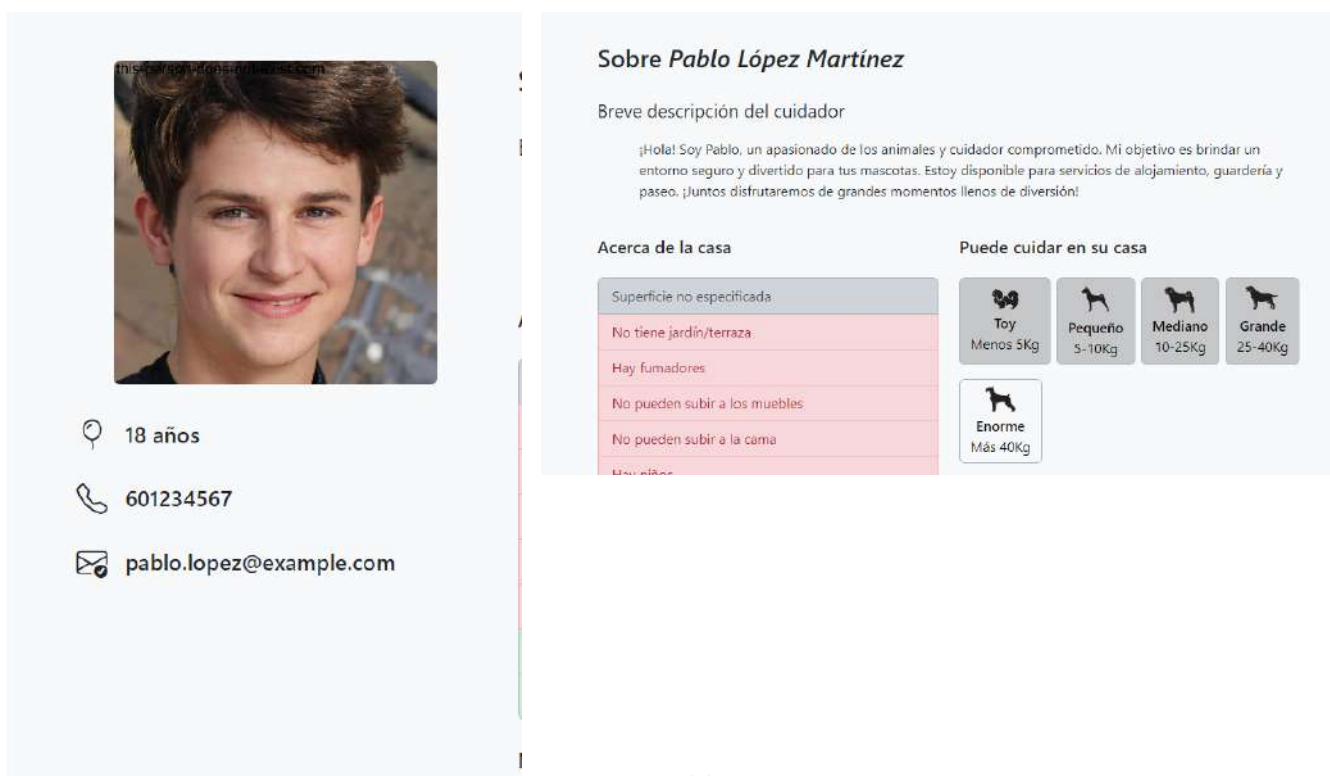 this-person-does-not-exist.com
18 años
601234567
pablo.lopez@example.com
Sobre Pablo López Martínez
Breve descripción del cuidador
¡Hola! Soy Pablo, un apasionado de los animales y cuidador comprometido. Mi objetivo es brindar un
entorno seguro y divertido para tus mascotas. Estoy disponible para servicios de alojamiento, guardería y
paseo. ¡Juntos disfrutaremos de grandes momentos llenos de diversión!
Acerca de la casa
Superficie no especificada
No tiene jardín/terraza
Hay fumadores
No pueden subir a los muebles
No pueden subir a la cama
Hay niños
Puede cuidar en su casa
Toy
Menos 5Kg
Pequeño
5-10Kg
Mediano
10-25Kg
Grande
25-40Kg
Enorme
Más 40Kg